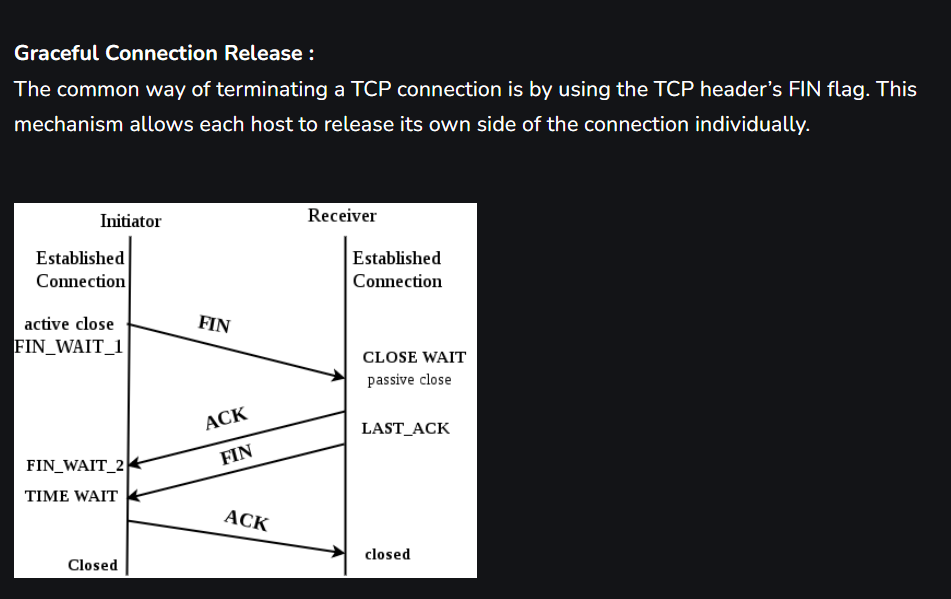 Graceful Connection Release :
The common way of terminating a TCP connection is by using the TCP header’s FIN flag. This
mechanism allows each host to release its own side of the connection individually.
Initiator
Receiver
Established
Connection
Established
Connection
active close
FIN_WAIT_1
FIN
CLOSE WAIT
passive close
ACK
LAST_ACK
FIN
FIN_WAIT_2
TIME WAIT
ACK
closed
Closed